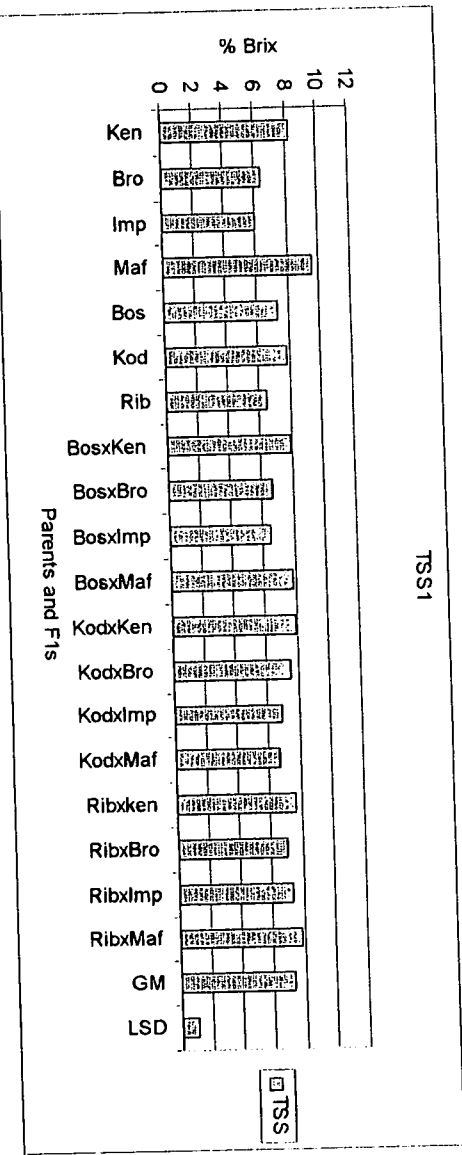 TSS1
% Brix
12
10
8
6
4
2
0
Ken
Bro
Imp
Maf
Bos
Kod
Rib
BosxKen
BosxBro
BosxImp
BosxMaf
KodxKen
KodxBro
KodxImp
KodxMaf
Ribxken
RibxBro
RibxImp
RibxMaf
GM
LSD
Parents and F1s
TSS